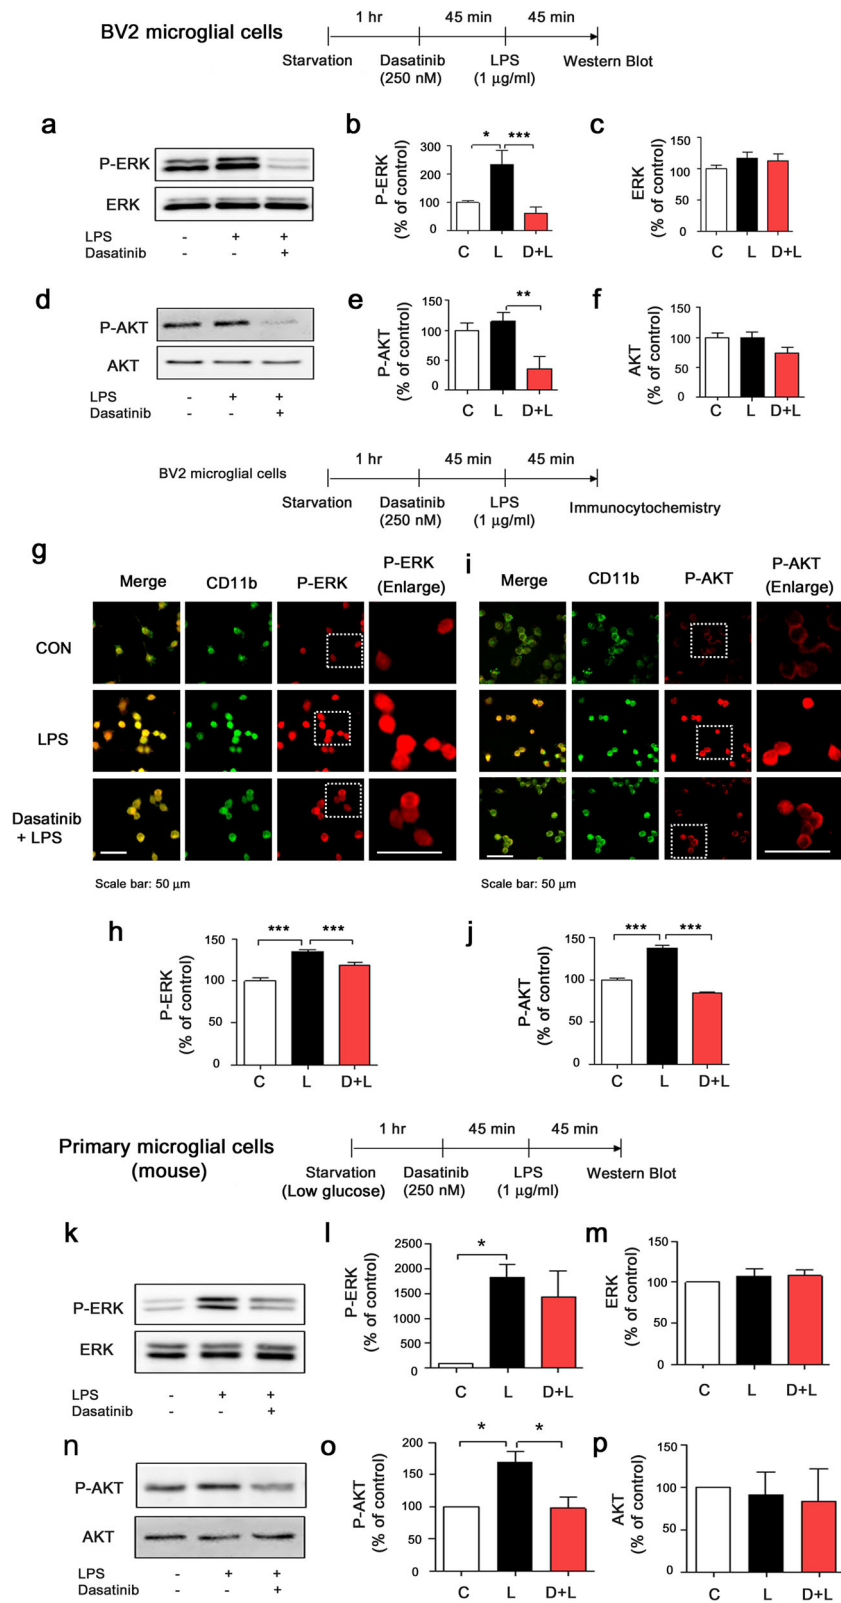 BV2 microglial cells
1 hr 45 min 45 min
Starvation Dasatinib LPS Western Blot
(250 nM) (1 μg/ml)
a
P-ERK
ERK
LPS - + +
Dasatinib - - +
b
P-ERK
(% of control)
300
200
100
0
* ***
C L D+L
c
ERK
(% of control)
150
100
50
0
C L D+L
d
P-AKT
AKT
LPS - + +
Dasatinib - - +
e
P-AKT
(% of control)
150
100
50
0
**
C L D+L
f
AKT
(% of control)
150
100
50
0
C L D+L
BV2 microglial cells
1 hr 45 min 45 min
Starvation Dasatinib LPS Immunocytochemistry
(250 nM) (1 μg/ml)
g
Merge CD11b P-ERK P-ERK
(Enlarge)
CON
LPS
Dasatinib
+ LPS
Scale bar: 50 μm
i
Merge CD11b P-AKT P-AKT
(Enlarge)
Scale bar: 50 μm
h
P-ERK
(% of control)
150
100
50
0
*** ***
C L D+L
j
P-AKT
(% of control)
150
100
50
0
*** ***
C L D+L
Primary microglial cells
(mouse)
1 hr 45 min 45 min
Starvation Dasatinib LPS Western Blot
(Low glucose) (250 nM) (1 μg/ml)
k
P-ERK
ERK
LPS - + +
Dasatinib - - +
l
P-ERK
(% of control)
2500
2000
1500
1000
500
0
*
C L D+L
m
ERK
(% of control)
150
100
50
0
C L D+L
n
P-AKT
AKT
LPS - + +
Dasatinib - - +
o
P-AKT
(% of control)
200
150
100
50
0
* *
C L D+L
p
AKT
(% of control)
150
100
50
0
C L D+L